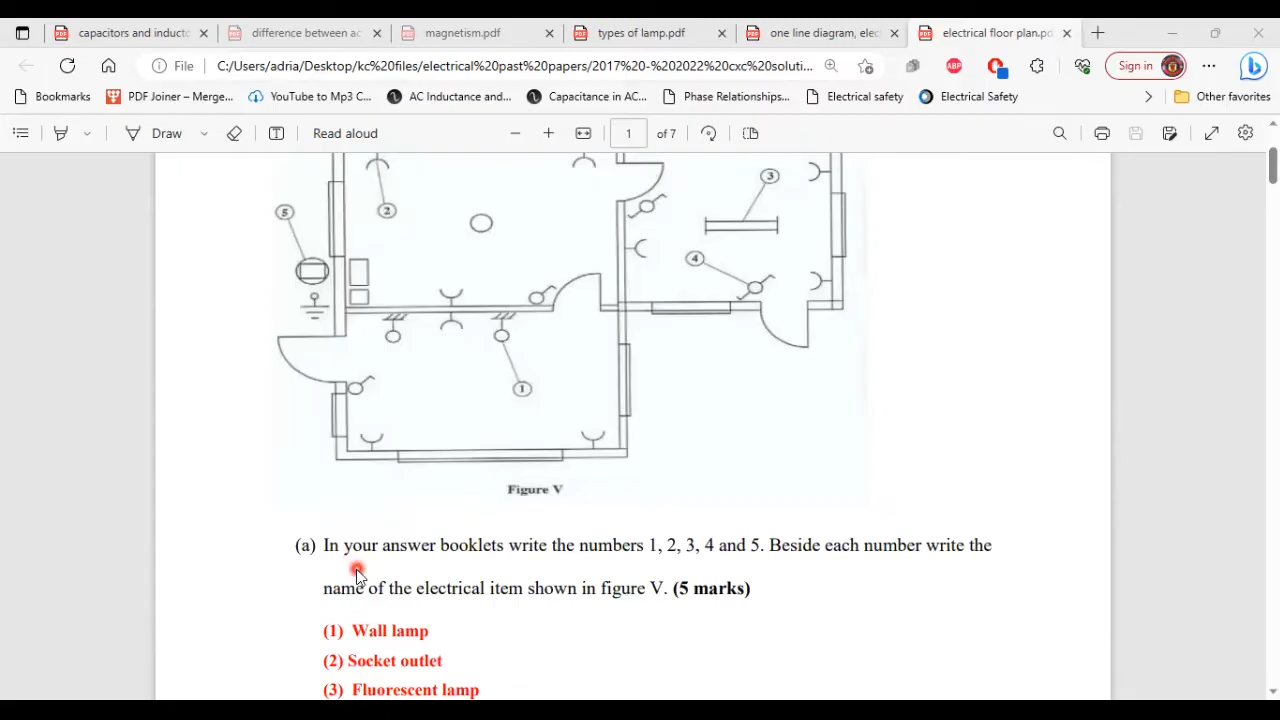 capacitors and inducto
difference between ac
magnetism.pdf
types of lamp.pdf
one line diagram, elec
electrical floor plan.pd
File
C:/Users/adria/Desktop/kc%20files/electrical%20past%20papers/2017%20-%202022%20cxc%20soluti...
ABP
Sign in
Bookmarks
PDF Joiner – Merge...
YouTube to Mp3 C...
AC Inductance and...
Capacitance in AC...
Phase Relationships...
Electrical safety
Electrical Safety
Other favorites
Draw
Read aloud
1
of 7
3
2
5
4
1
Figure V
(a) In your answer booklets write the numbers 1, 2, 3, 4 and 5. Beside each number write the
name of the electrical item shown in figure V. (5 marks)
(1) Wall lamp
(2) Socket outlet
(3) Fluorescent lamp